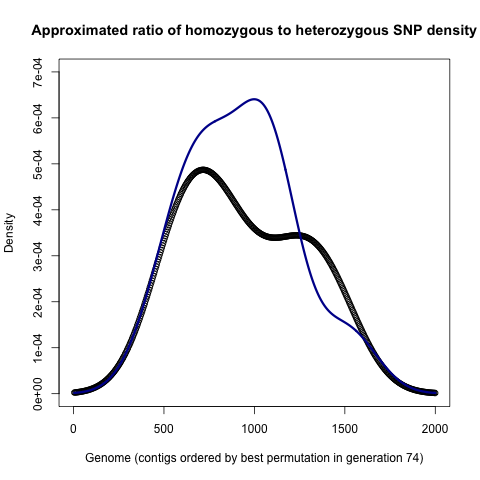 Approximated ratio of homozygous to heterozygous SNP density
7e-04
6e-04
5e-04
4e-04
3e-04
2e-04
1e-04
0e+00
Density
0 500 1000 1500 2000
Genome (contigs ordered by best permutation in generation 74)